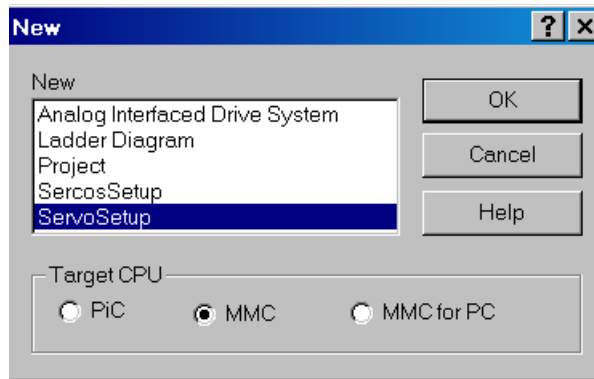 New
New
Analog Interfaced Drive System
Ladder Diagram
Project
SercosSetup
ServoSetup
OK
Cancel
Help
Target CPU
PiC MMC MMC for PC